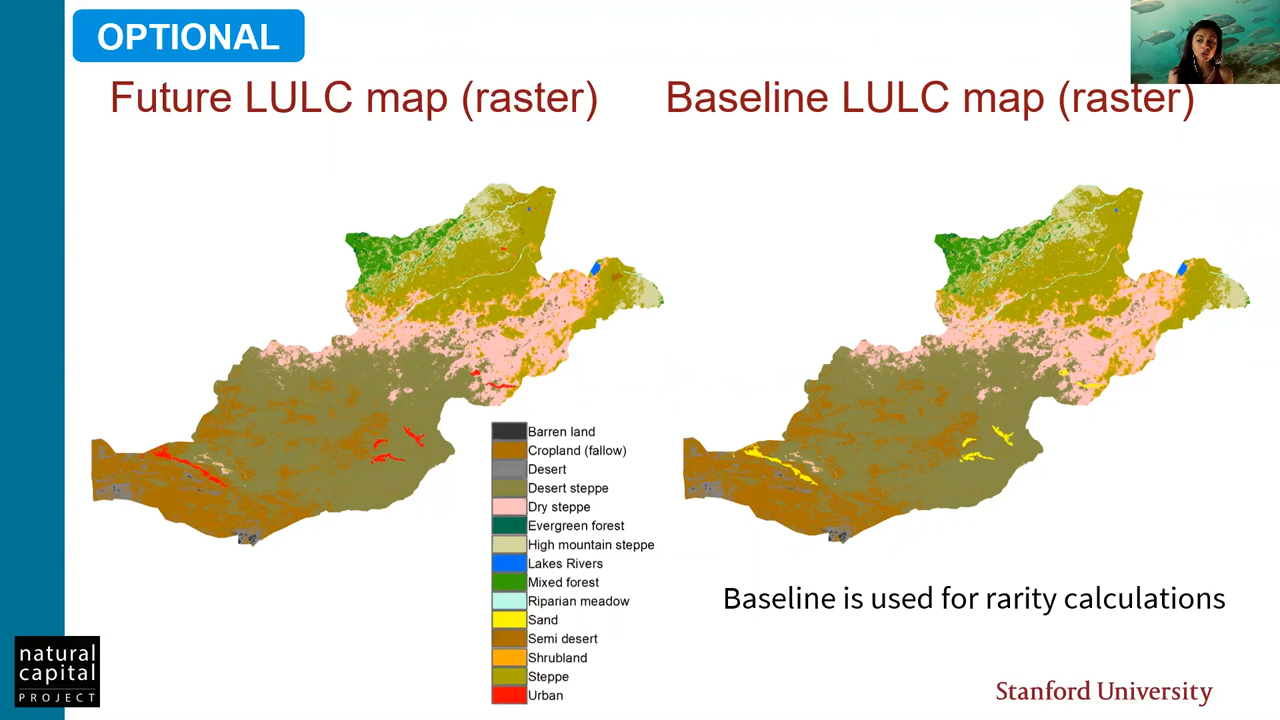 OPTIONAL
Future LULC map (raster)
Baseline LULC map (raster)
Barren land
Cropland (fallow)
Desert
Desert steppe
Dry steppe
Evergreen forest
High mountain steppe
Lakes Rivers
Mixed forest
Riparian meadow
Sand
Semi desert
Shrubland
Steppe
Urban
Baseline is used for rarity calculations
natural
capital
PROJECT
Stanford University